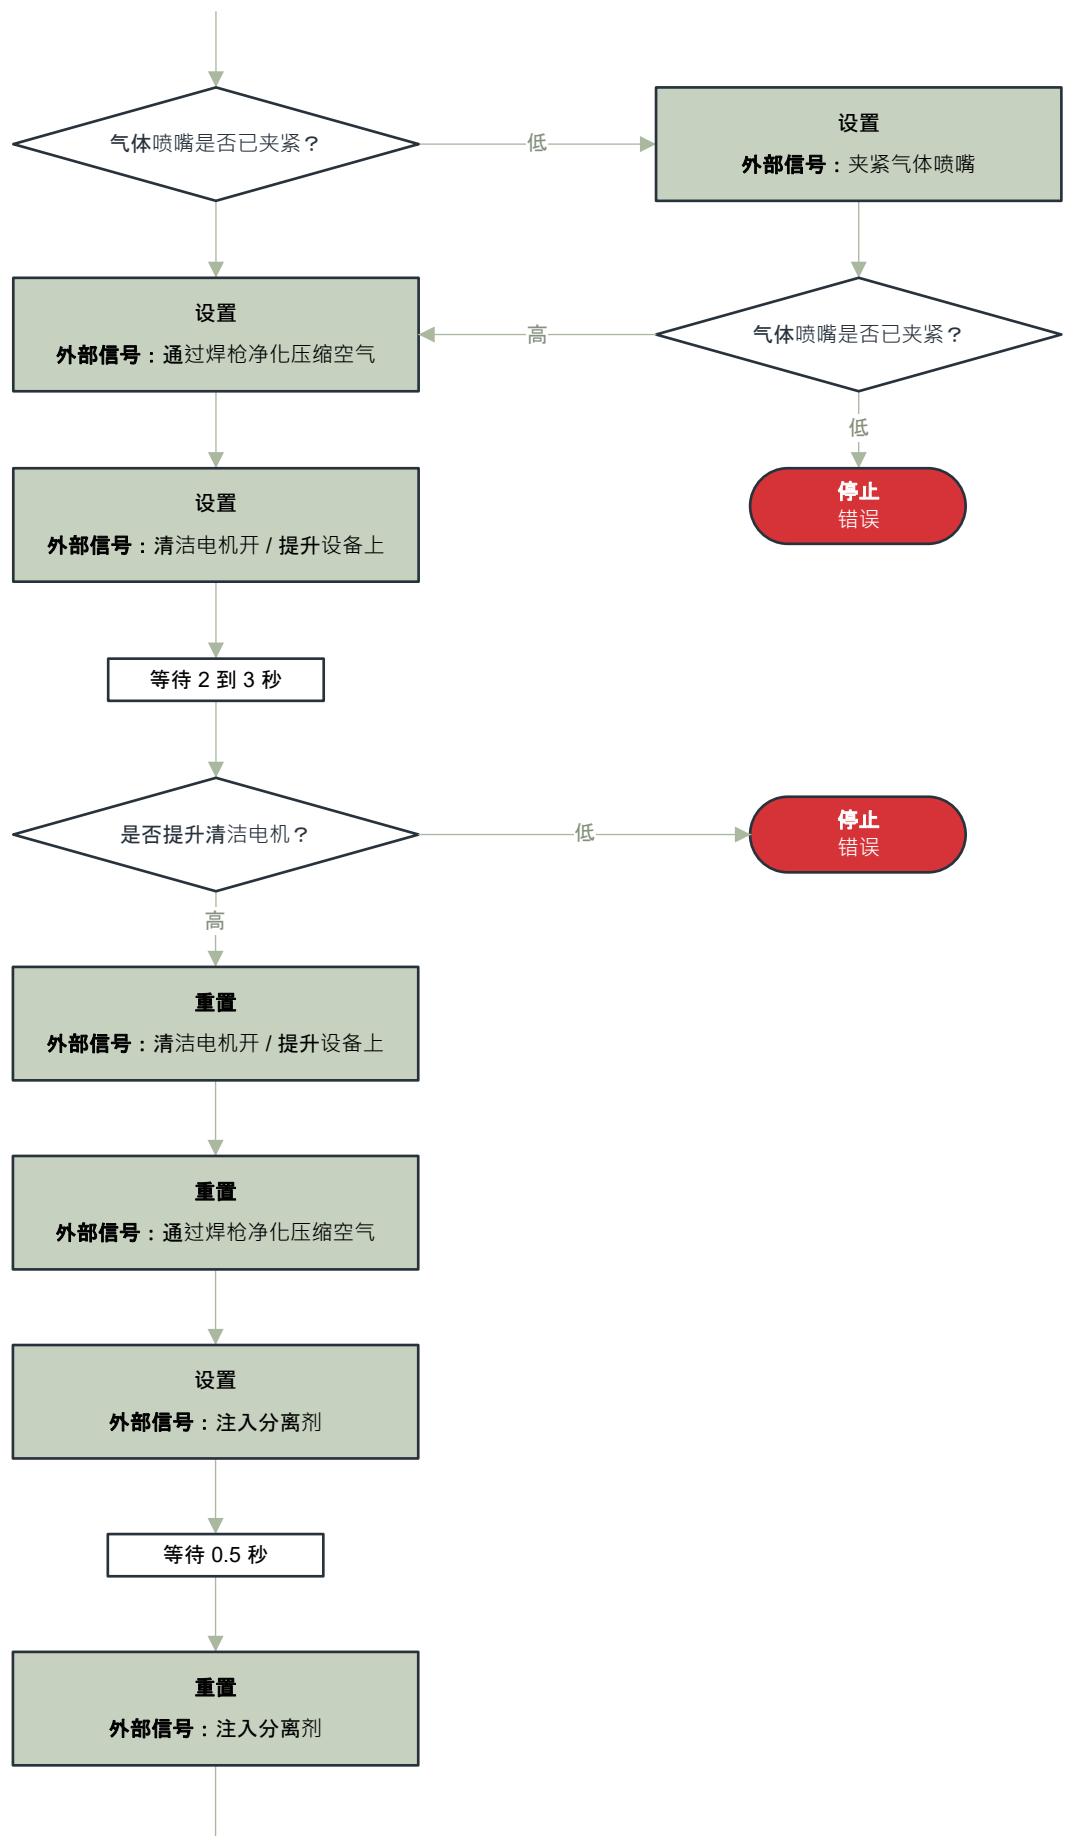 气体喷嘴是否已夹紧？
低
设置
外部信号：夹紧气体喷嘴
设置
外部信号：通过焊枪净化压缩空气
高
气体喷嘴是否已夹紧？
低
设置
外部信号：清洁电机开 / 提升设备上
停止
错误
等待 2 到 3 秒
是否提升清洁电机？
低
停止
错误
高
重置
外部信号：清洁电机开 / 提升设备上
重置
外部信号：通过焊枪净化压缩空气
设置
外部信号：注入分离剂
等待 0.5 秒
重置
外部信号：注入分离剂